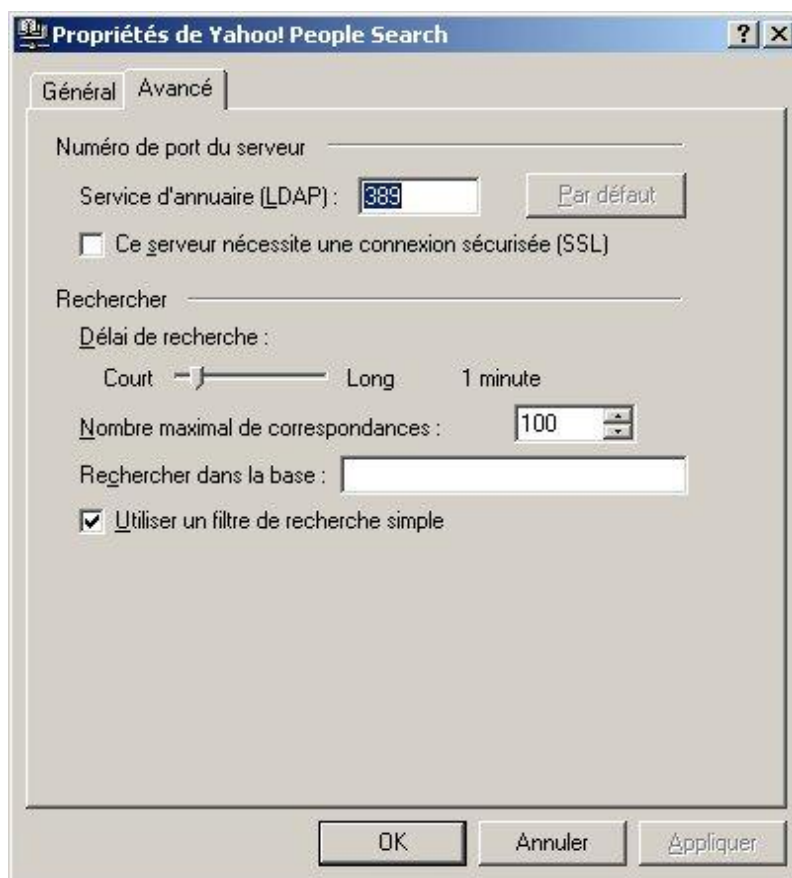 Propriétés de Yahoo! People Search
Général
Avancé
Numéro de port du serveur
Service d'annuaire (LDAP) : 389 Par défaut
Ce serveur nécessite une connexion sécurisée (SSL)
Rechercher
Délai de recherche :
Court Long 1 minute
Nombre maximal de correspondances : 100
Rechercher dans la base :
Utiliser un filtre de recherche simple
OK Annuler Appliquer